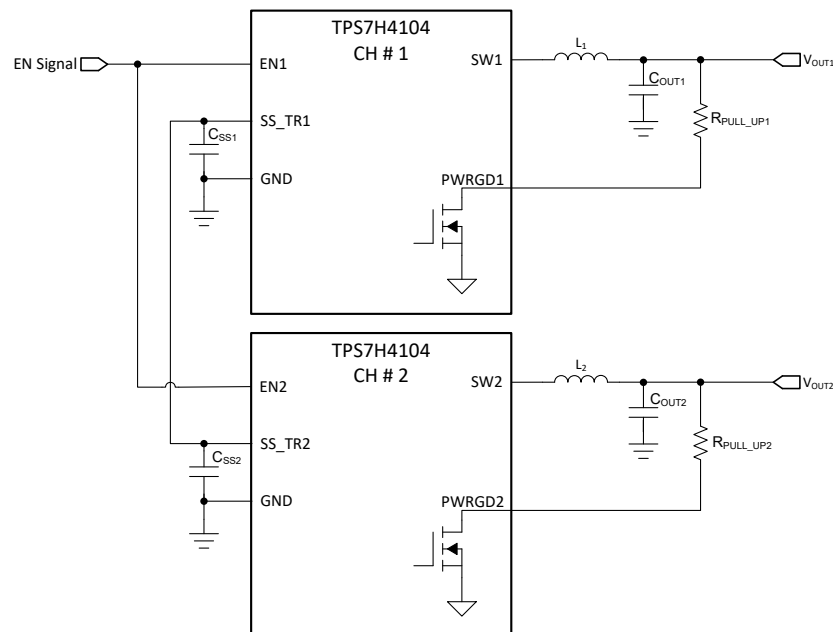 TPS7H4104
CH # 1
EN Signal
EN1
SW1
L1
VOUT1
COUT1
RPULL_UP1
SS_TR1
CSS1
GND
PWRGD1
TPS7H4104
CH # 2
EN2
SW2
L2
VOUT2
COUT2
RPULL_UP2
SS_TR2
CSS2
GND
PWRGD2